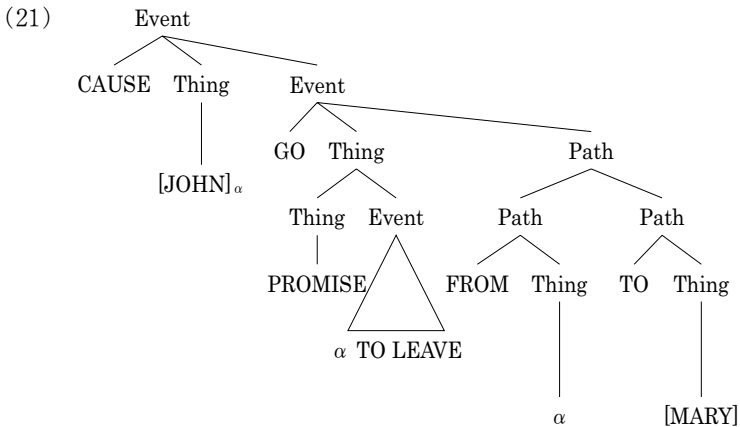 (21) Event
CAUSE Thing Event
GO Thing Path
[JOHN]α
Thing Event Path Path
PROMISE FROM Thing TO Thing
α TO LEAVE
α [MARY]